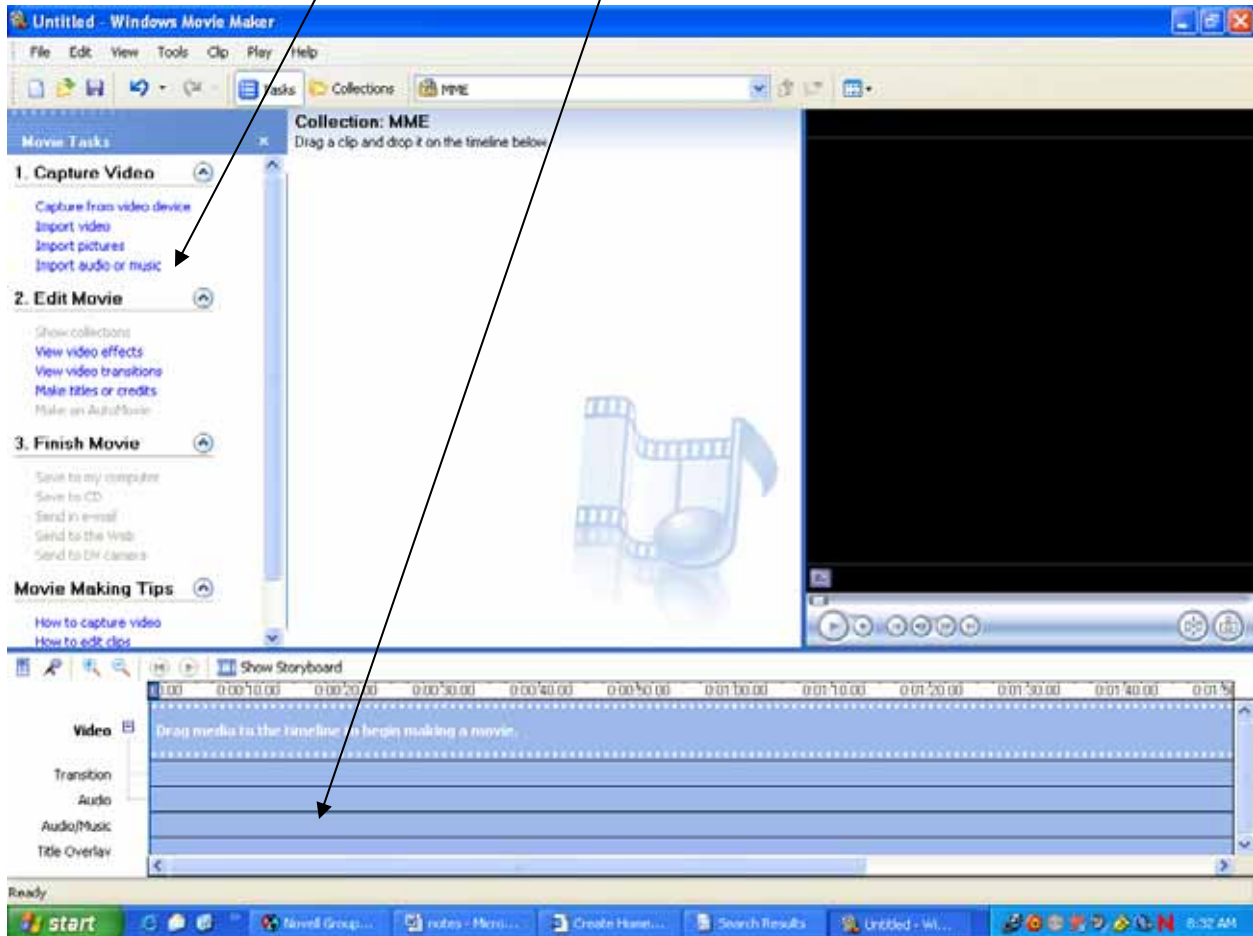 Untitled - Windows Movie Maker
File Edit View Tools Clip Play Help
Tasks Collections MME
Movie Tasks
Collection: MME
Drag a clip and drop it on the timeline below
1. Capture Video
Capture from video device
Import video
Import pictures
Import audio or music
2. Edit Movie
Show collections
View video effects
View video transitions
Make titles or credits
Make an AutoMovie
3. Finish Movie
Save to my computer
Save to CD
Send in e-mail
Send to the Web
Send to DV camera
Movie Making Tips
How to capture video
How to edit clips
Show Storyboard
0:00:10.00 0:00:20.00 0:00:30.00 0:00:40.00 0:00:50.00 0:01:00.00 0:01:10.00 0:01:20.00 0:01:30.00 0:01:40.00
Video
Drag media to the timeline to begin making a movie.
Transition
Audio
Audio/Music
Title Overlay
Ready
start Novell Group... notes - Micro... Create Home... Search Results Untitled - Wi... 8:32 AM